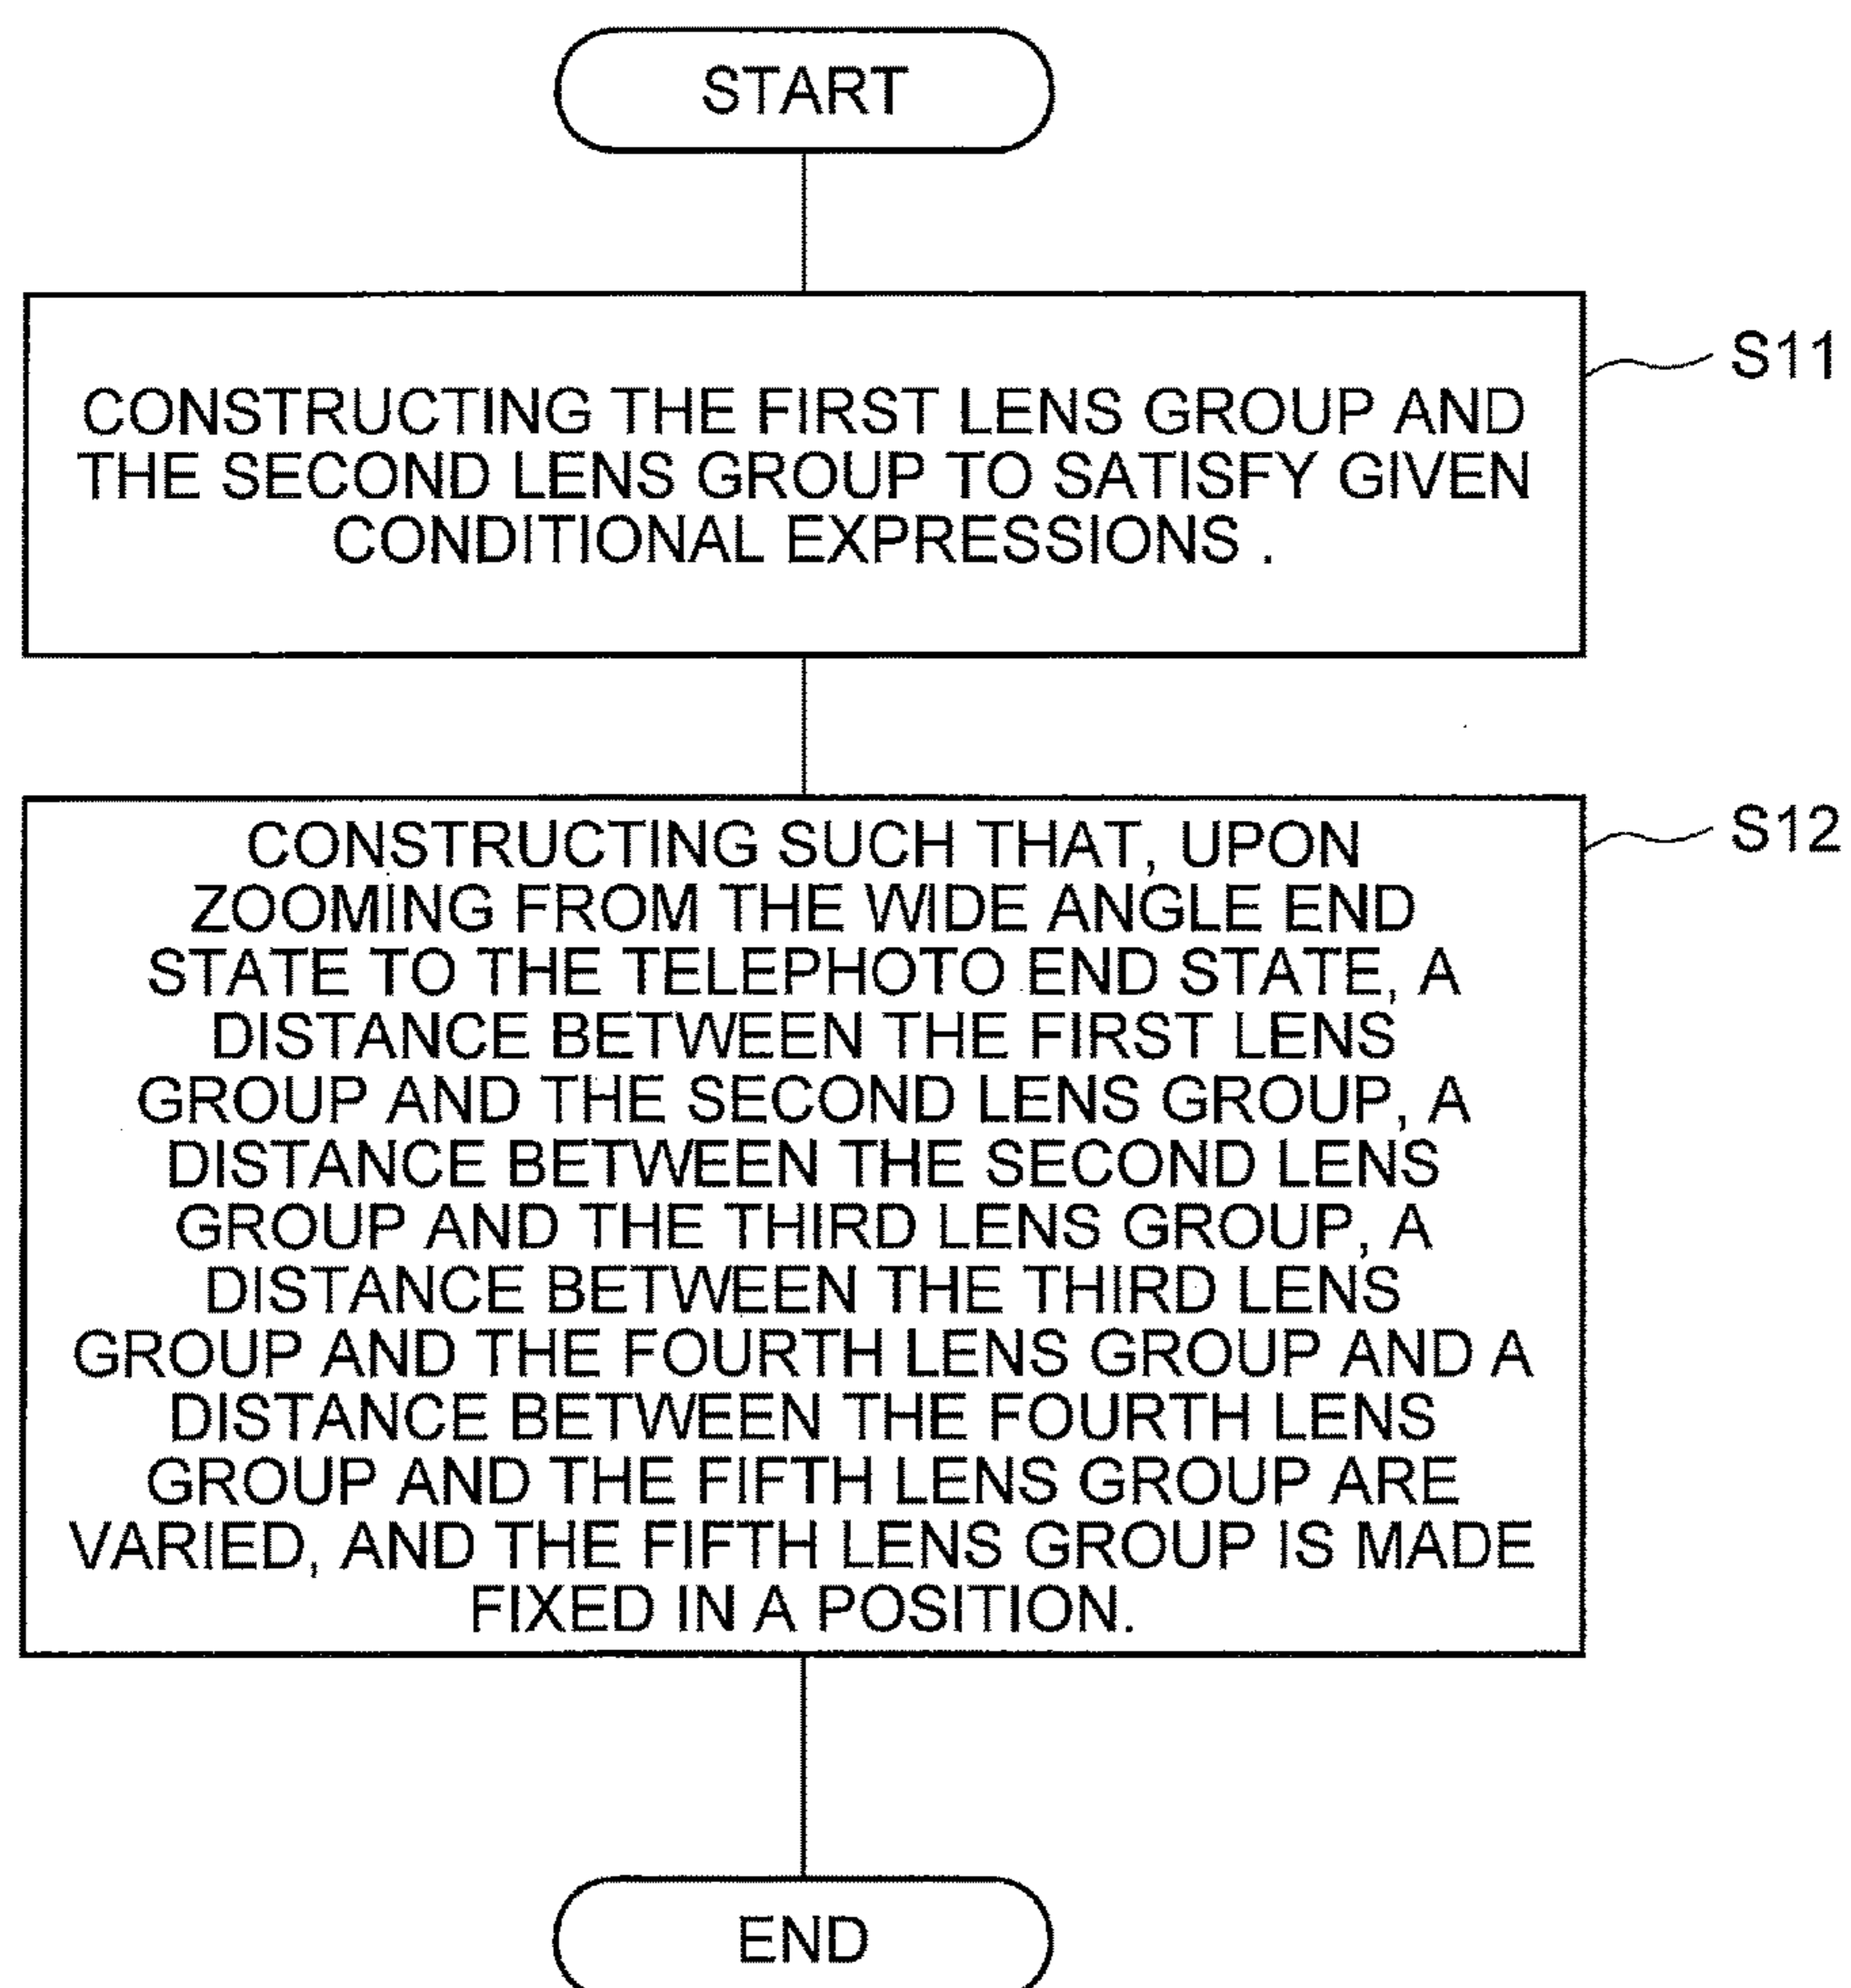 START
S11
CONSTRUCTING THE FIRST LENS GROUP AND
THE SECOND LENS GROUP TO SATISFY GIVEN
CONDITIONAL EXPRESSIONS .
S12
CONSTRUCTING SUCH THAT, UPON
ZOOMING FROM THE WIDE ANGLE END
STATE TO THE TELEPHOTO END STATE, A
DISTANCE BETWEEN THE FIRST LENS
GROUP AND THE SECOND LENS GROUP, A
DISTANCE BETWEEN THE SECOND LENS
GROUP AND THE THIRD LENS GROUP, A
DISTANCE BETWEEN THE THIRD LENS
GROUP AND THE FOURTH LENS GROUP AND A
DISTANCE BETWEEN THE FOURTH LENS
GROUP AND THE FIFTH LENS GROUP ARE
VARIED, AND THE FIFTH LENS GROUP IS MADE
FIXED IN A POSITION.
END